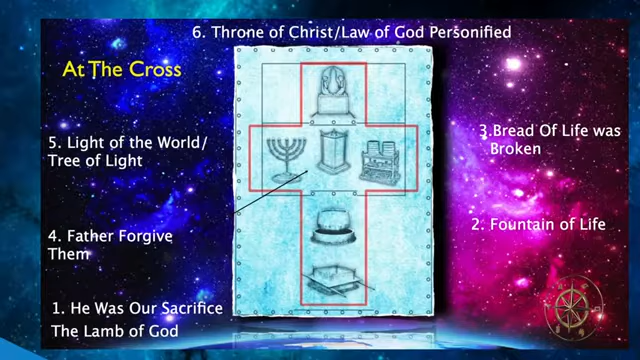 6. Throne of Christ/Law of God Personified
At The Cross
5. Light of the World/
Tree of Light
3.Bread Of Life was
Broken
4. Father Forgive
Them
2. Fountain of Life
1. He Was Our Sacrifice
The Lamb of God